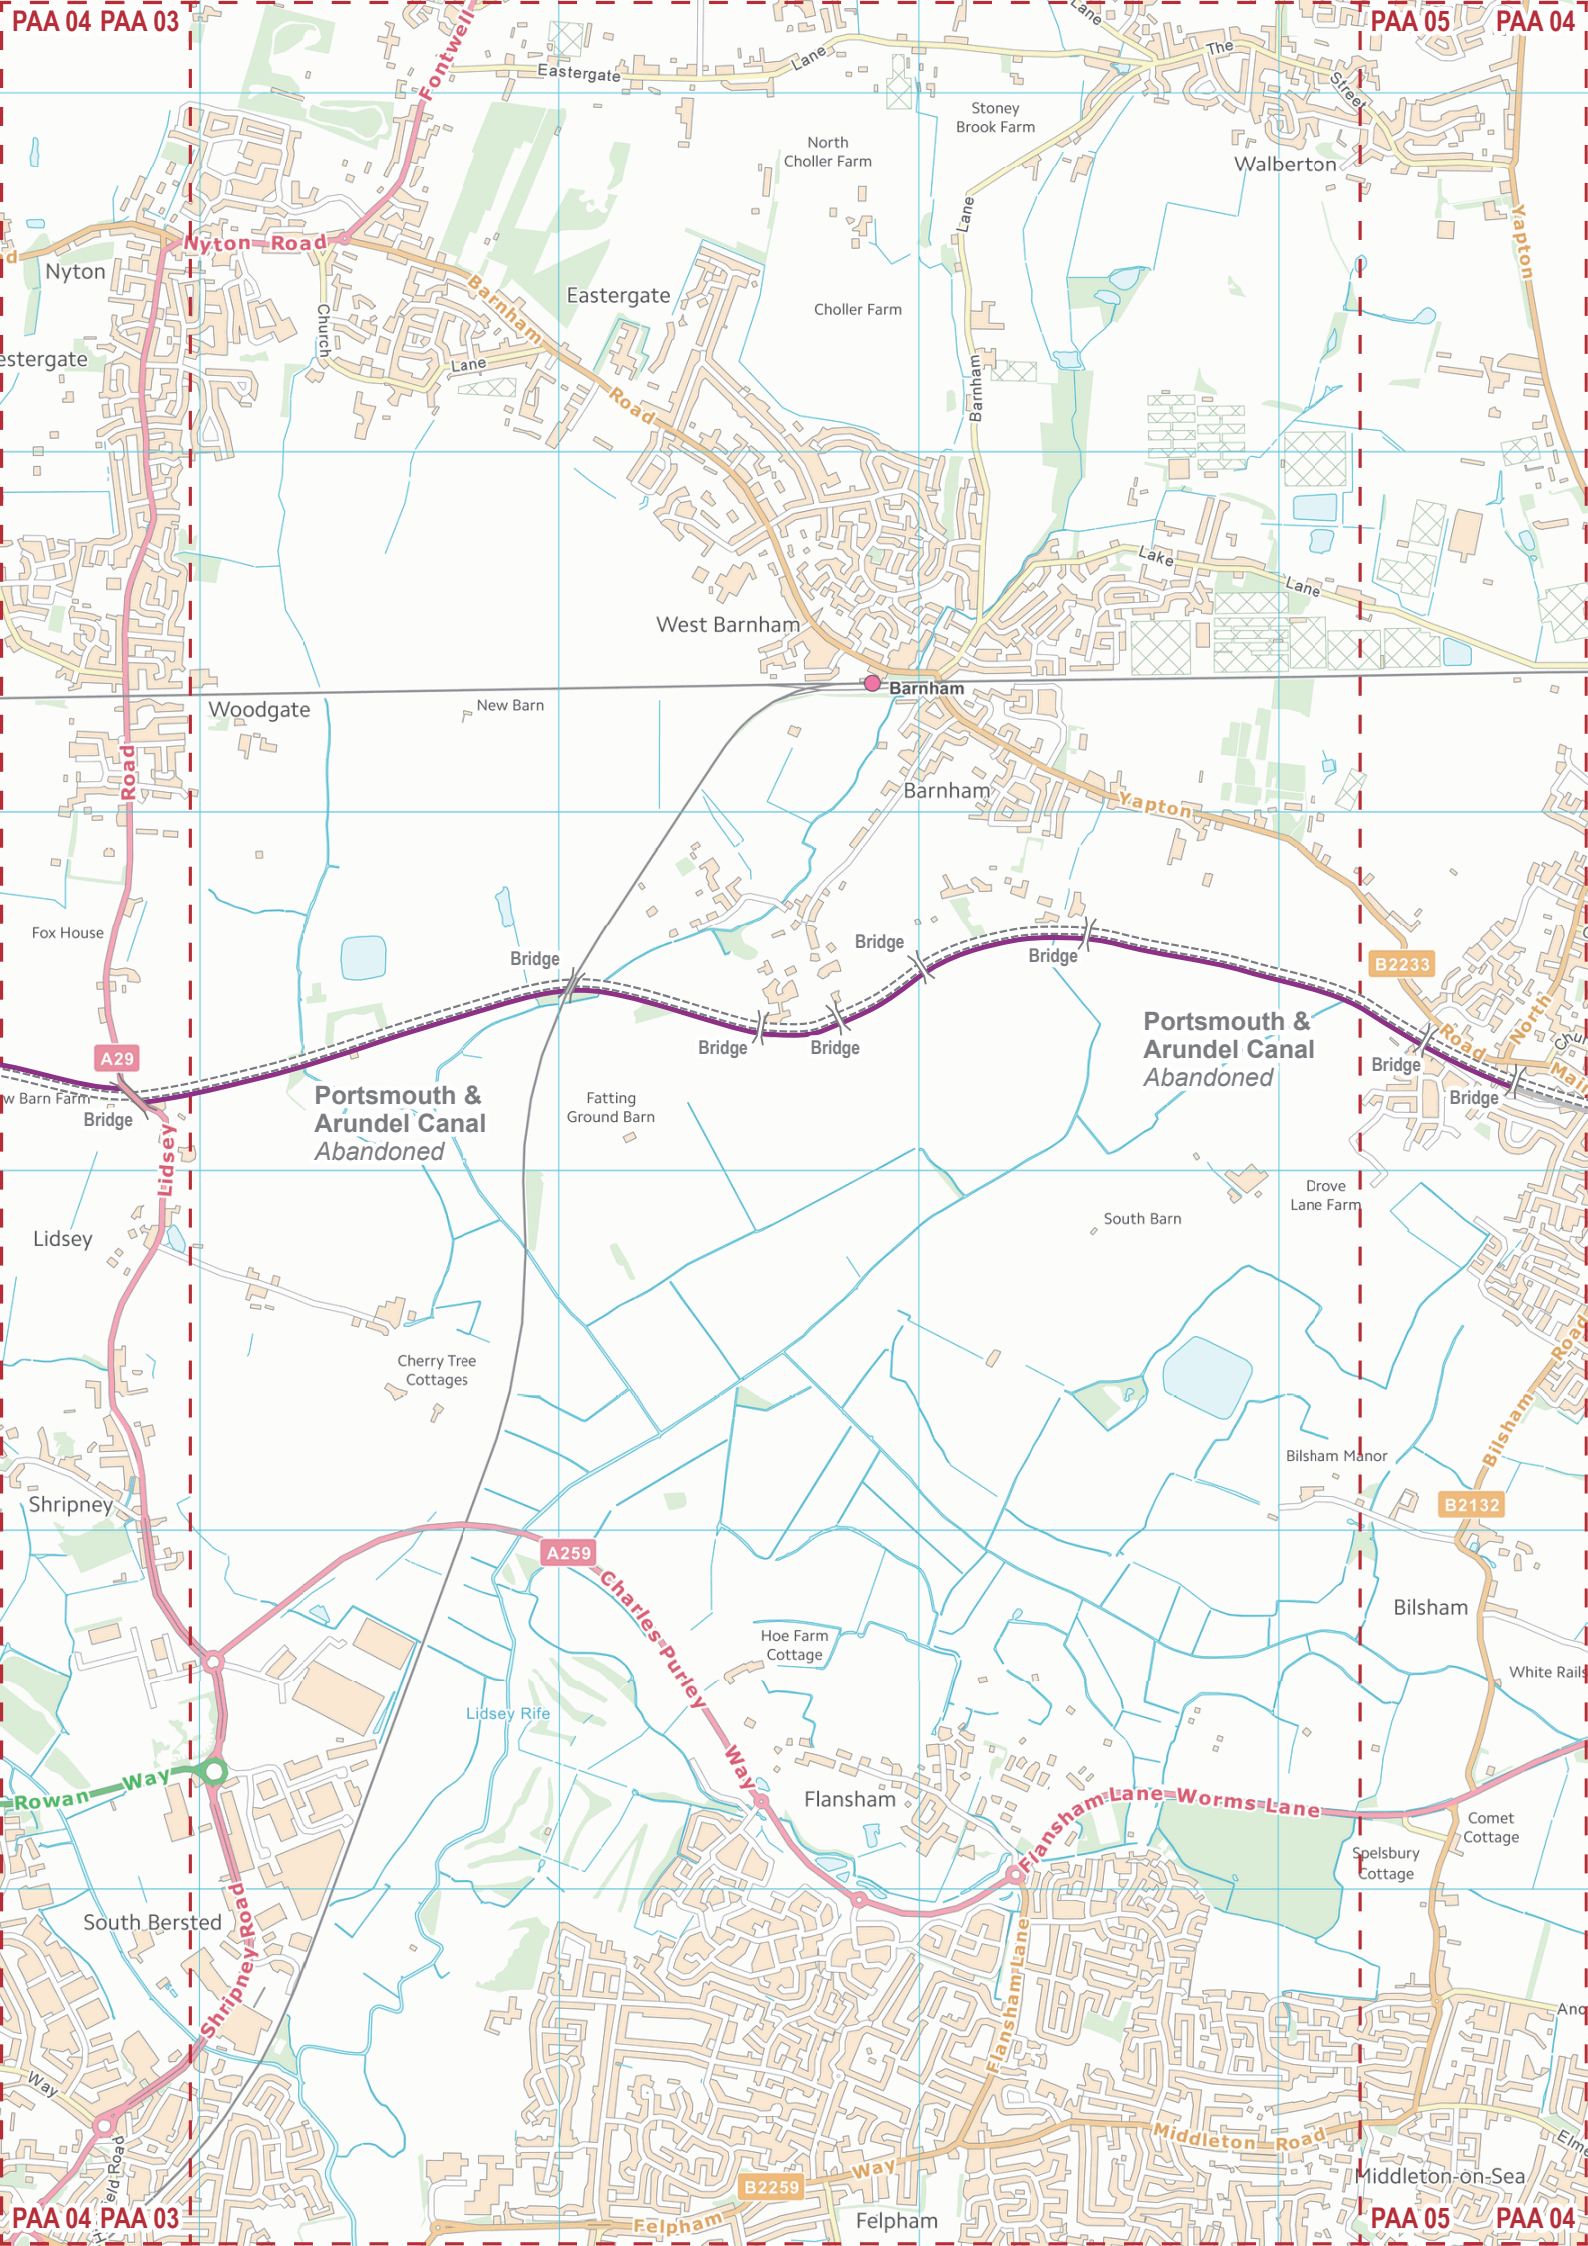 PAA 04 PAA 03
PAA 05 PAA 04
Fontwell
Eastergate
Lane
Lane
The
Street
Stoney
Brook Farm
North
Choller Farm
Walberton
Lane
Yapton
Nyton Road
Nyton
Barnham
Eastergate
Church
Choller Farm
Lane
Barnham
Road
Lake
Lane
West Barnham
Barnham
Woodgate
New Barn
Road
Barnham
Yapton
Fox House
Bridge
Bridge
Bridge
B2233
North
Portsmouth &
Arundel Canal
Abandoned
Road
Bridge
Bridge
A29
Bridge
Main
Bridge
w Barn Farm
Bridge
Portsmouth &
Arundel Canal
Abandoned
Fatting
Ground Barn
Lidsey
Drove
Lane Farm
South Barn
Lidsey
Road
Cherry Tree
Cottages
Bilsham
Bilsham Manor
Shripney
B2132
A259
Charles Purley
Way
Bilsham
Hoe Farm
Cottage
White Rails
Lidsey Rife
Rowan Way
Flansham
Flansham Lane Worms Lane
Comet
Cottage
Spelsbury
Cottage
South Bersted
Shripney Road
Flansham Lane
Way
Middleton Road
Middleton-on-Sea
Way
B2259
Felpham
Felpham
PAA 04 PAA 03
PAA 05 PAA 04